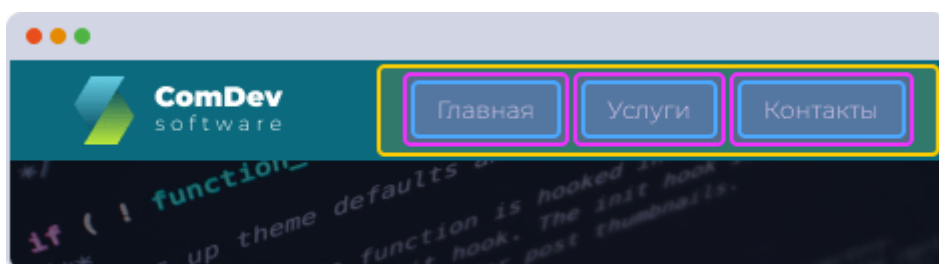 ComDev
software
Главная
Услуги
Контакты
*/
if ( ! function_
up theme defaults a
function is hooked in
hook. The init hook
post thumbnails.